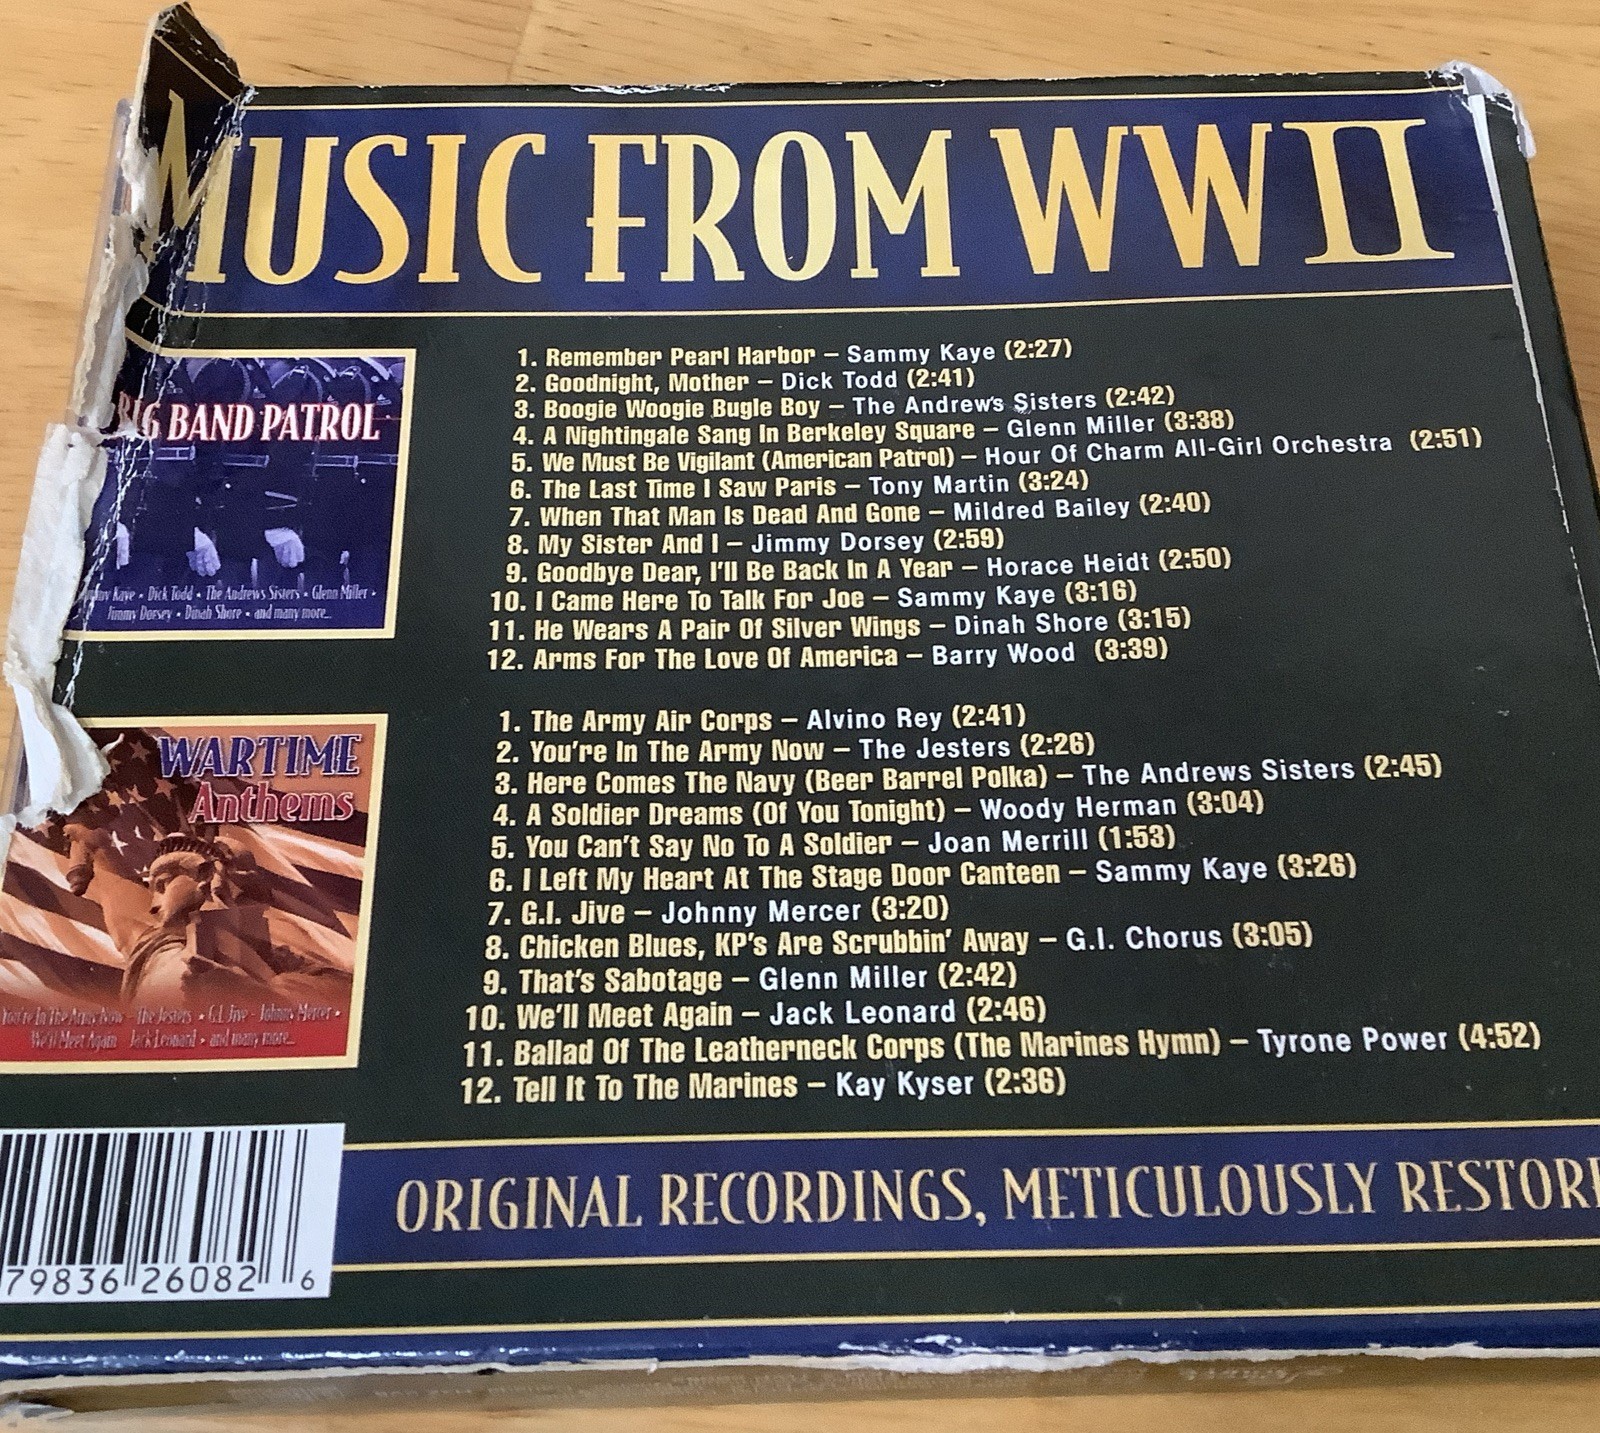 MUSIC FROM WWII
BIG BAND PATROL
Kaye • Dick Todd • The Andrews Sisters • Glenn Miller •
Jimmy Dorsey • Dinah Shore • and many more...
1. Remember Pearl Harbor – Sammy Kaye (2:27)
2. Goodnight, Mother – Dick Todd (2:41)
3. Boogie Woogie Bugle Boy – The Andrew's Sisters (2:42)
4. A Nightingale Sang In Berkeley Square – Glenn Miller (3:38)
5. We Must Be Vigilant (American Patrol) – Hour Of Charm All-Girl Orchestra (2:51)
6. The Last Time I Saw Paris – Tony Martin (3:24)
7. When That Man Is Dead And Gone – Mildred Bailey (2:40)
8. My Sister And I – Jimmy Dorsey (2:59)
9. Goodbye Dear, I'll Be Back In A Year – Horace Heidt (2:50)
10. I Came Here To Talk For Joe – Sammy Kaye (3:16)
11. He Wears A Pair Of Silver Wings – Dinah Shore (3:15)
12. Arms For The Love Of America – Barry Wood (3:39)
WARTIME
Anthems
You're In The Army Now - The Jesters • G.I. Jive - Johnny Mercer •
We'll Meet Again Jack Leonard • and many more...
1. The Army Air Corps – Alvino Rey (2:41)
2. You're In The Army Now – The Jesters (2:26)
3. Here Comes The Navy (Beer Barrel Polka) – The Andrews Sisters (2:45)
4. A Soldier Dreams (Of You Tonight) – Woody Herman (3:04)
5. You Can't Say No To A Soldier – Joan Merrill (1:53)
6. I Left My Heart At The Stage Door Canteen – Sammy Kaye (3:26)
7. G.I. Jive – Johnny Mercer (3:20)
8. Chicken Blues, KP's Are Scrubbin' Away – G.I. Chorus (3:05)
9. That's Sabotage – Glenn Miller (2:42)
10. We'll Meet Again – Jack Leonard (2:46)
11. Ballad Of The Leatherneck Corps (The Marines Hymn) – Tyrone Power (4:52)
12. Tell It To The Marines – Kay Kyser (2:36)
79836 26082 6
ORIGINAL RECORDINGS, METICULOUSLY RESTORE